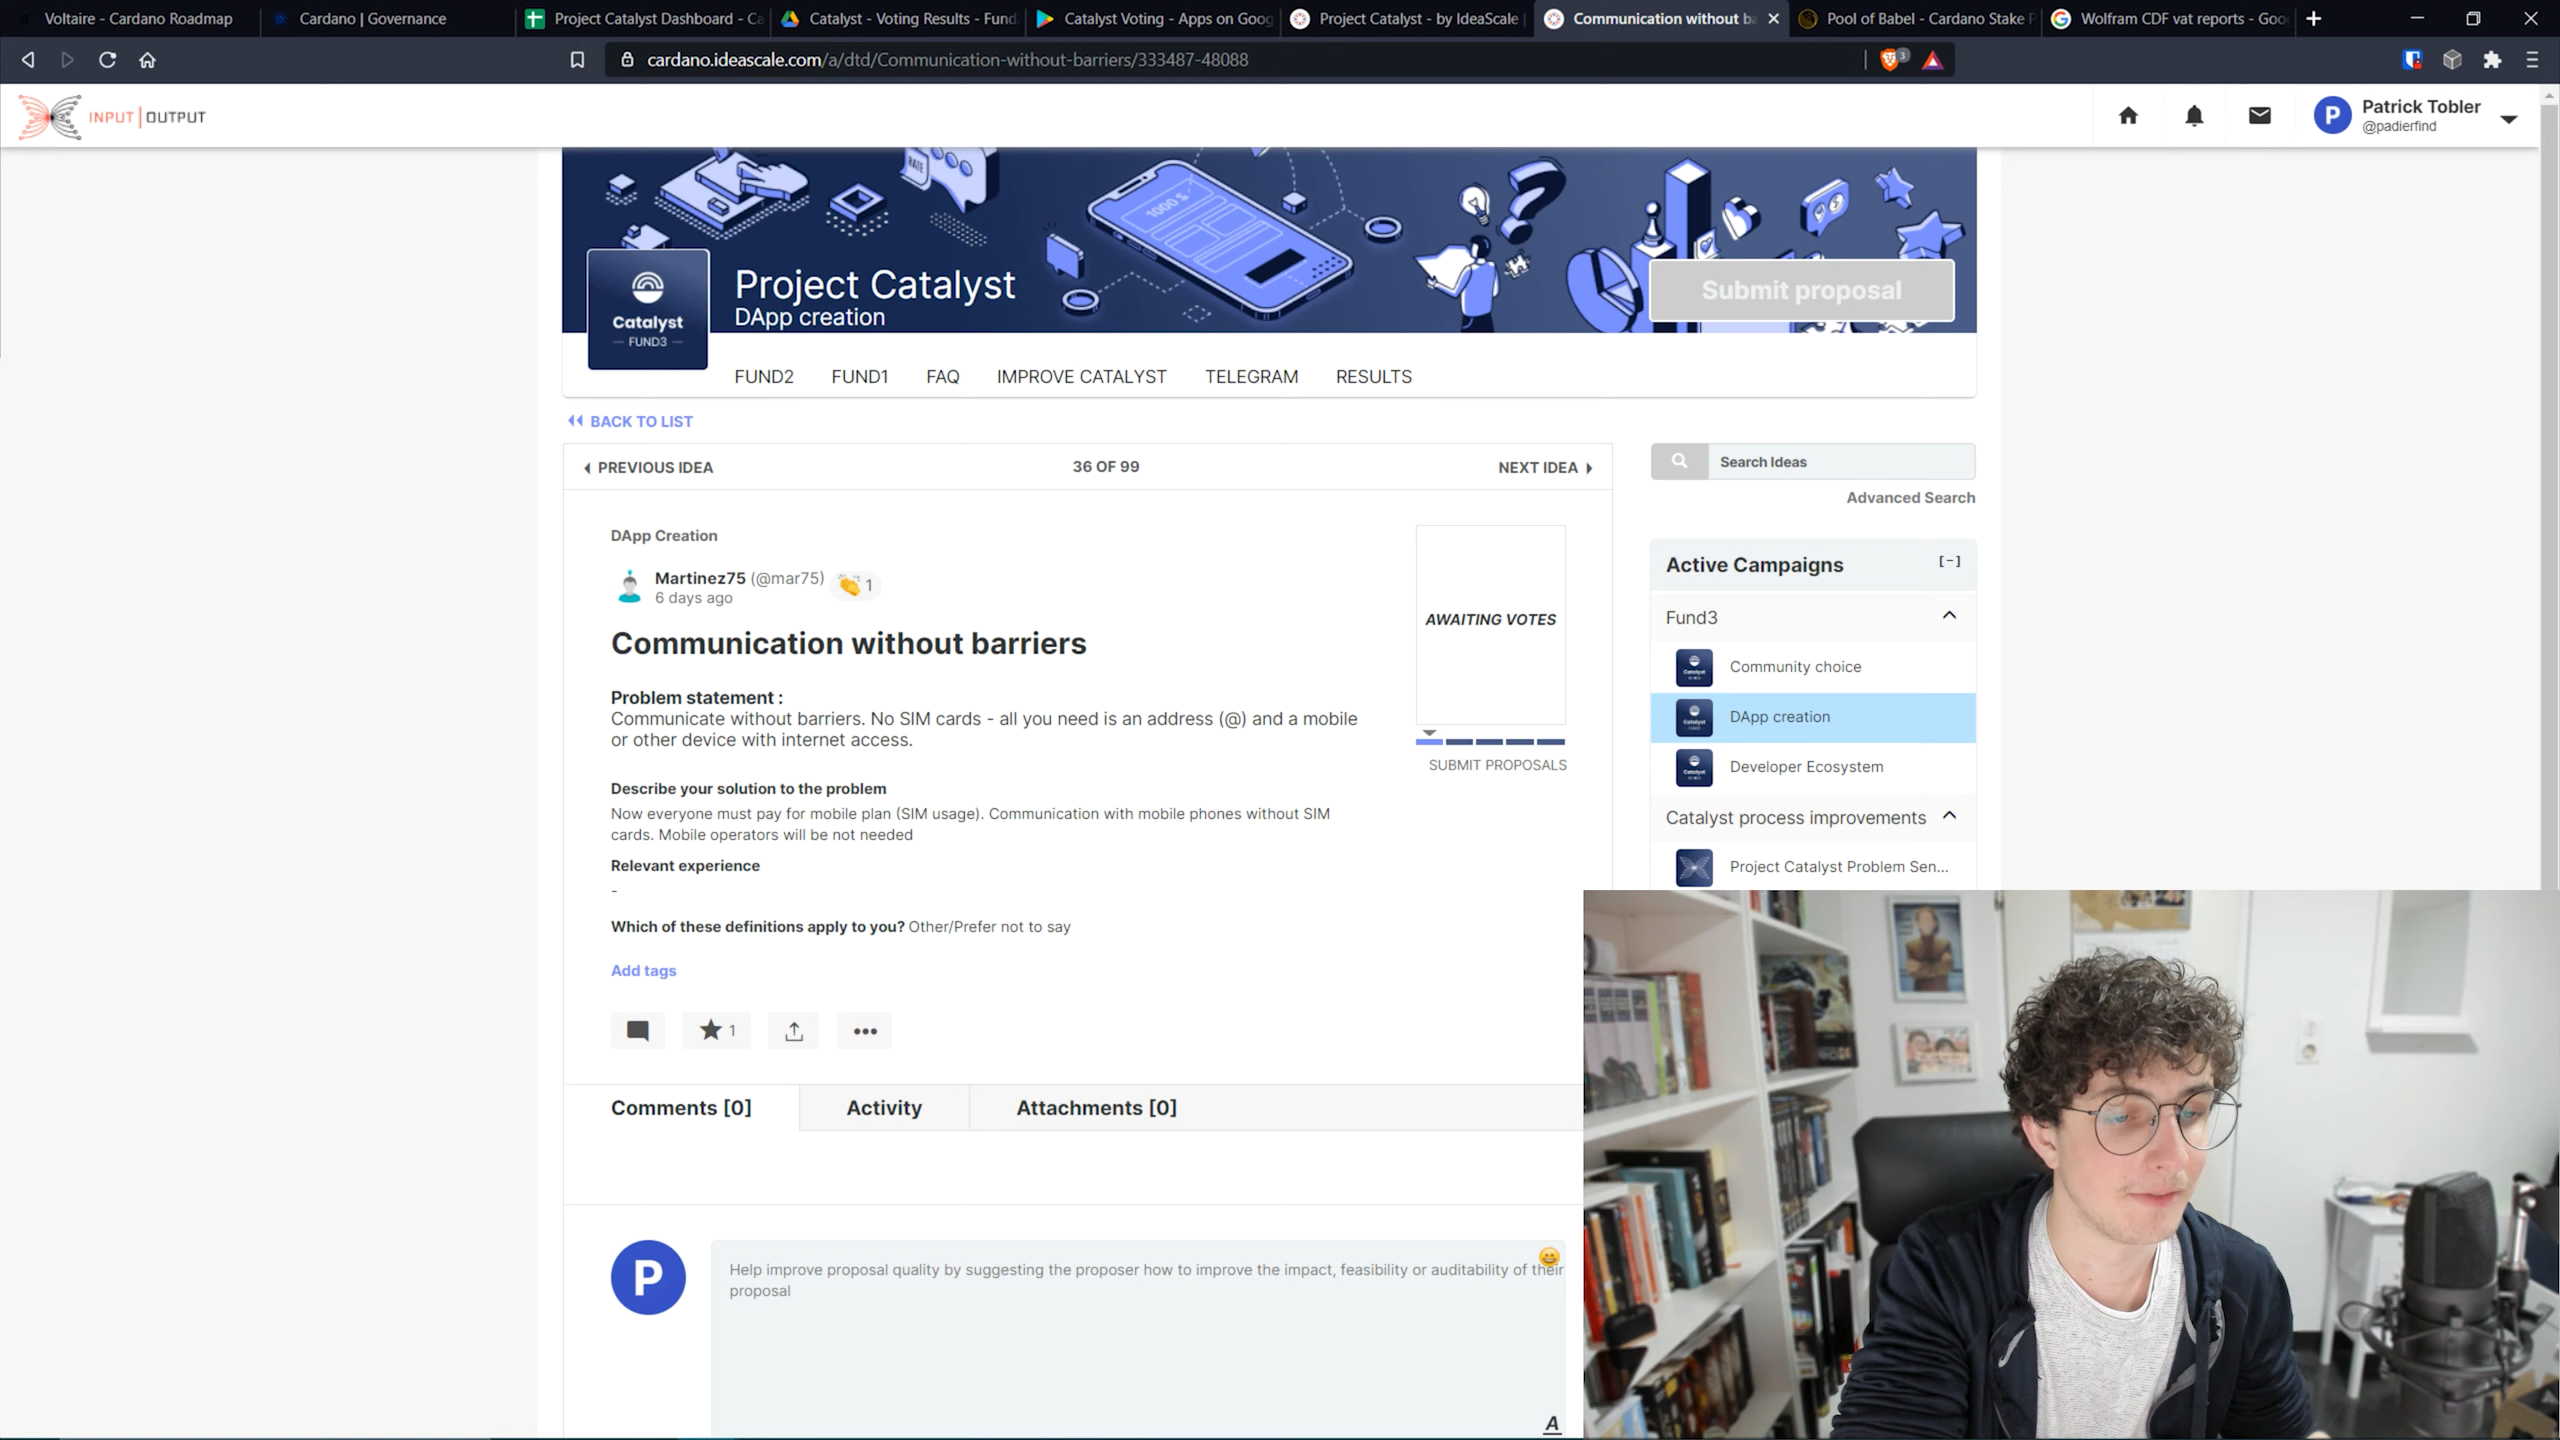 Voltaire - Cardano Roadmap
Cardano | Governance
Project Catalyst Dashboard - Ca
Catalyst - Voting Results - Fund
Catalyst Voting - Apps on Goog
Project Catalyst - by IdeaScale
Communication without ba
Pool of Babel - Cardano Stake P
Wolfram CDF vat reports - Goo
cardano.ideascale.com/a/dtd/Communication-without-barriers/333487-48088
3
INPUT | OUTPUT
P
Patrick Tobler
@padierfind
RATE
1000 $
Project Catalyst
DApp creation
Submit proposal
Catalyst
FUND3
FUND2
FUND1
FAQ
IMPROVE CATALYST
TELEGRAM
RESULTS
BACK TO LIST
PREVIOUS IDEA
36 OF 99
NEXT IDEA
Search Ideas
Advanced Search
DApp Creation
Martinez75 (@mar75)
1
6 days ago
AWAITING VOTES
SUBMIT PROPOSALS
Communication without barriers
Problem statement :
Communicate without barriers. No SIM cards - all you need is an address (@) and a mobile
or other device with internet access.
Describe your solution to the problem
Now everyone must pay for mobile plan (SIM usage). Communication with mobile phones without SIM
cards. Mobile operators will be not needed
Relevant experience
-
Which of these definitions apply to you? Other/Prefer not to say
Add tags
1
Active Campaigns
[-]
Fund3
Catalyst
Community choice
Catalyst
DApp creation
Catalyst
Developer Ecosystem
Catalyst process improvements
Project Catalyst Problem Sen...
Comments [0]
Activity
Attachments [0]
P
Help improve proposal quality by suggesting the proposer how to improve the impact, feasibility or auditability of their
proposal
A